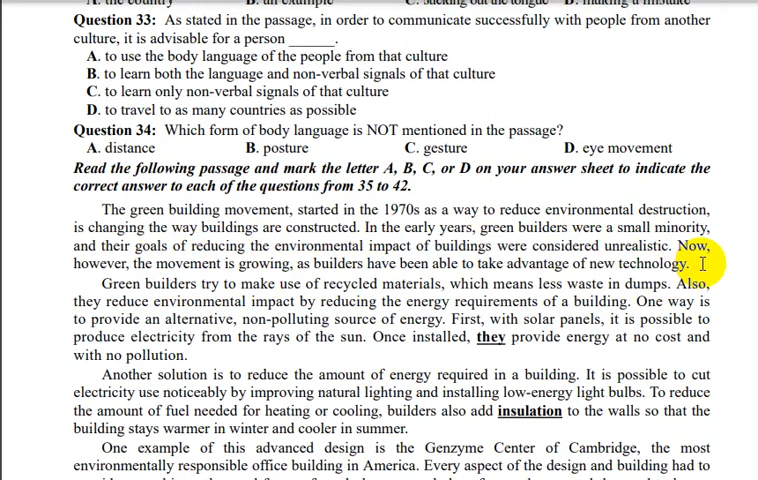 Question 33: As stated in the passage, in order to communicate successfully with people from another
culture, it is advisable for a person ______.
A. to use the body language of the people from that culture
B. to learn both the language and non-verbal signals of that culture
C. to learn only non-verbal signals of that culture
D. to travel to as many countries as possible
Question 34: Which form of body language is NOT mentioned in the passage?
A. distance B. posture C. gesture D. eye movement
Read the following passage and mark the letter A, B, C, or D on your answer sheet to indicate the
correct answer to each of the questions from 35 to 42.
The green building movement, started in the 1970s as a way to reduce environmental destruction,
is changing the way buildings are constructed. In the early years, green builders were a small minority,
and their goals of reducing the environmental impact of buildings were considered unrealistic. Now,
however, the movement is growing, as builders have been able to take advantage of new technology.
Green builders try to make use of recycled materials, which means less waste in dumps. Also,
they reduce environmental impact by reducing the energy requirements of a building. One way is
to provide an alternative, non-polluting source of energy. First, with solar panels, it is possible to
produce electricity from the rays of the sun. Once installed, they provide energy at no cost and
with no pollution.
Another solution is to reduce the amount of energy required in a building. It is possible to cut
electricity use noticeably by improving natural lighting and installing low-energy light bulbs. To reduce
the amount of fuel needed for heating or cooling, builders also add insulation to the walls so that the
building stays warmer in winter and cooler in summer.
One example of this advanced design is the Genzyme Center of Cambridge, the most
environmentally responsible office building in America. Every aspect of the design and building had to